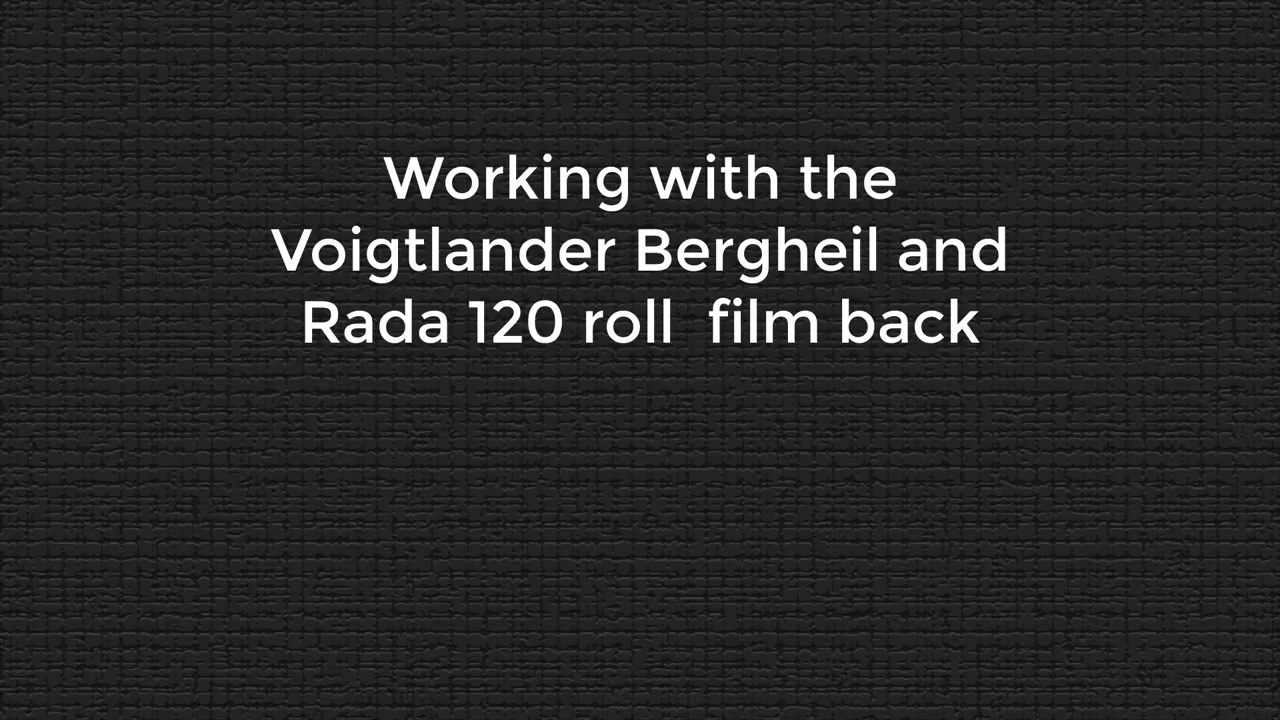 Working with the
Voigtlander Bergheil and
Rada 120 roll  film back